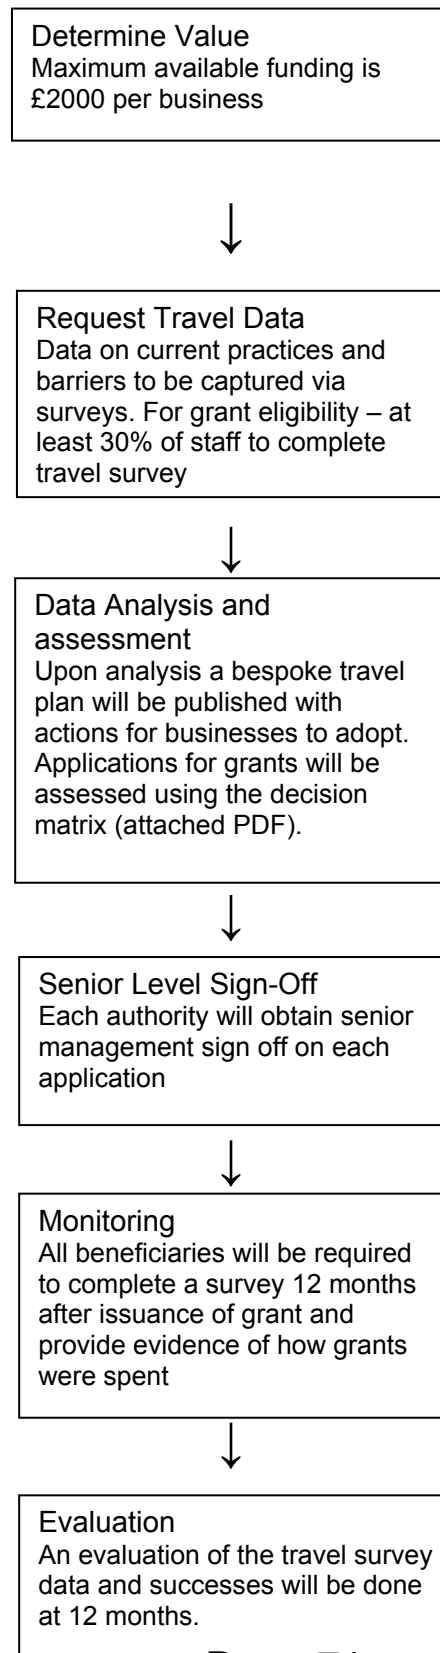 Determine Value
Maximum available funding is
£2000 per business
↓
Request Travel Data
Data on current practices and
barriers to be captured via
surveys. For grant eligibility – at
least 30% of staff to complete
travel survey
↓
Data Analysis and
assessment
Upon analysis a bespoke travel
plan will be published with
actions for businesses to adopt.
Applications for grants will be
assessed using the decision
matrix (attached PDF).
↓
Senior Level Sign-Off
Each authority will obtain senior
management sign off on each
application
↓
Monitoring
All beneficiaries will be required
to complete a survey 12 months
after issuance of grant and
provide evidence of how grants
were spent
↓
Evaluation
An evaluation of the travel survey
data and successes will be done
at 12 months.